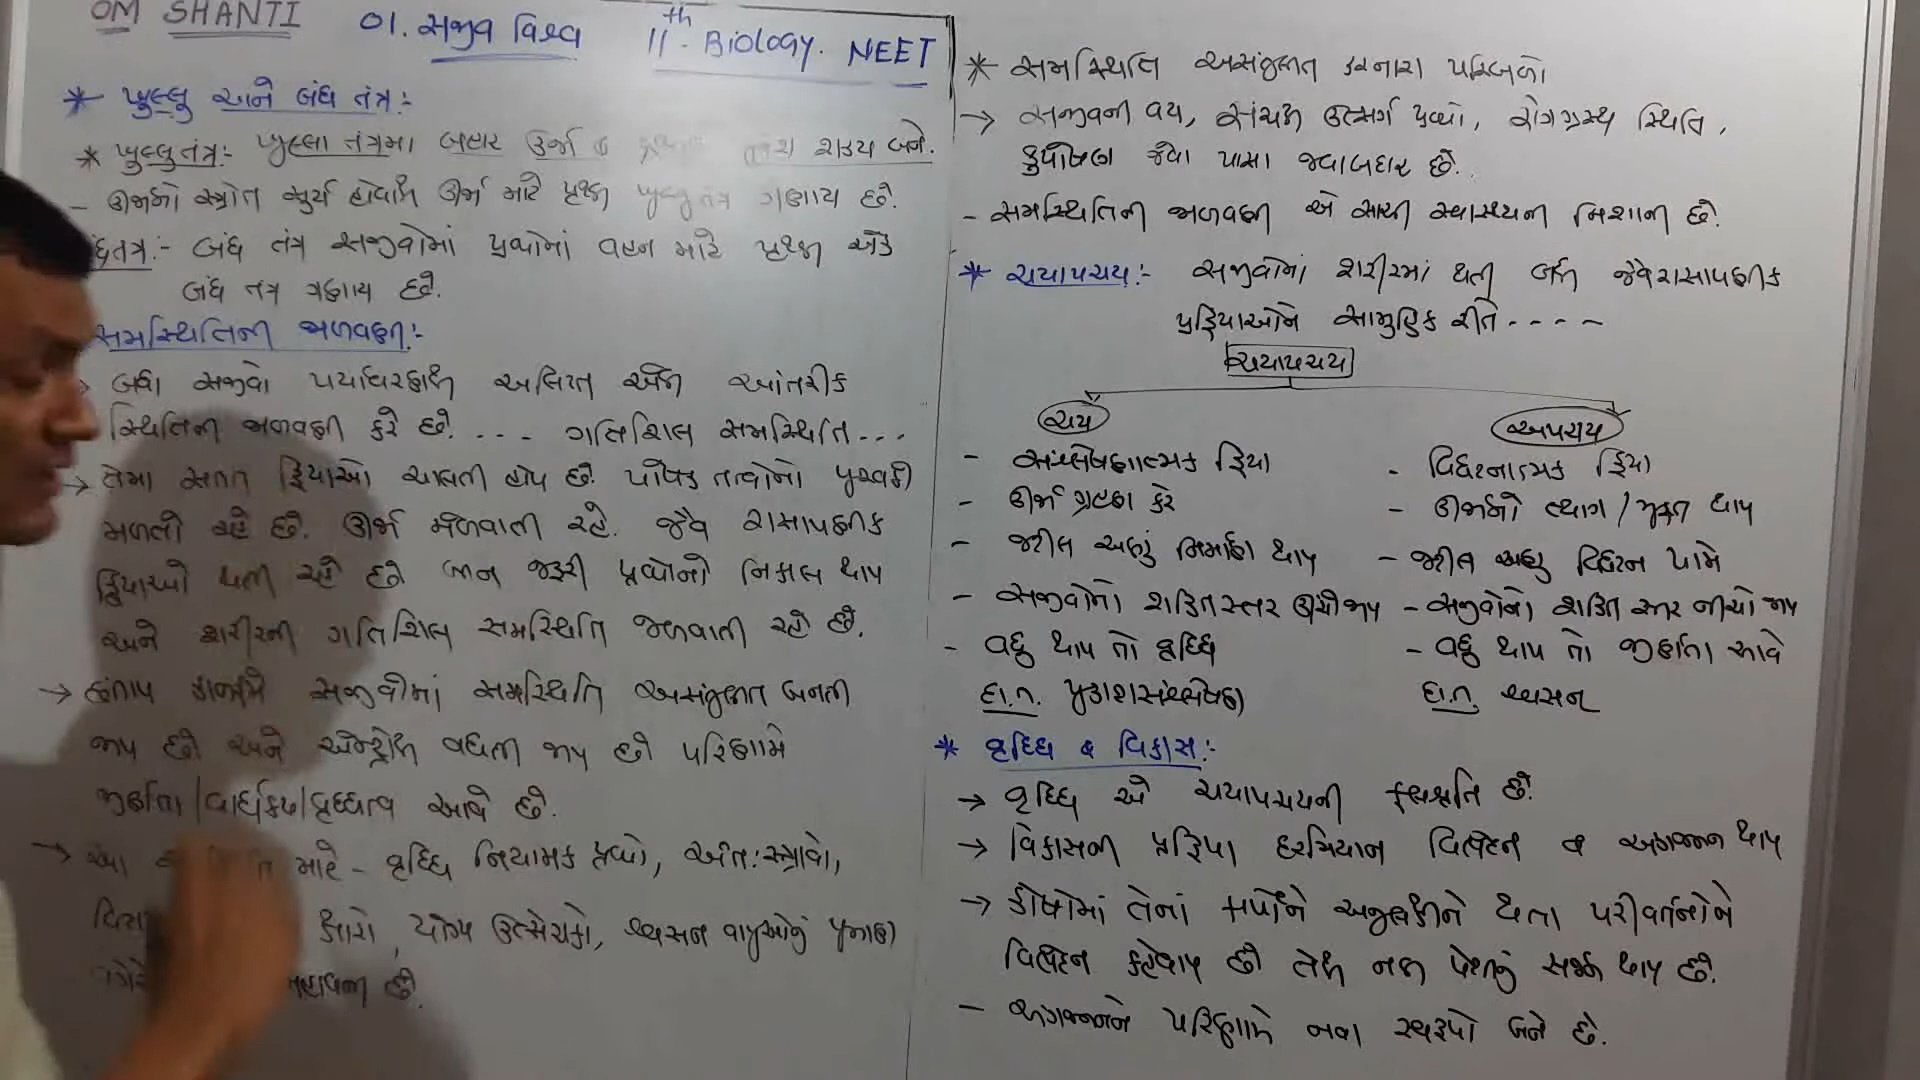 OM SHANTI 01. સજીવ વિશ્વ 11th - Biology. NEET
* ખુલ્લુ અને બંધ તંત્ર :-
* ખુલ્લુતંત્ર:- ખુલ્લા તંત્રમા બહાર ઉર્જા શક્ય બને.
- ઊર્જાનો સ્ત્રોત સુર્ય હોવાથી ઊર્જા માટે પૃથ્વી ખુલ્લુતંત્ર ગણાય છે.
ધતંત્ર:- બંધ તંત્ર સજીવોમાં દ્રવ્યોનાં વહન માટે પૃથ્વી એક
બંધ તંત્ર ગણાય છે.
સમસ્થિતિની જાળવણી :-
બધા સજીવો પર્યાવરણથી અલિપ્ત એવી આંતરીક
સ્થિતિની જાળવણી કરે છે. ... - ગતિશિલ સમસ્થિતિ...
→ તેમા સતત ક્રિયાઓ ચાલતી હોય છે. પોષક તત્વોનો પુરવઠો
મળતો રહે છે. ઊર્જા મેળવાતી રહે. જૈવ રાસાયણીક
ક્રિયાઓ થતી રહે છે બિન જરૂરી દ્રવ્યોનો નિકાલ થાય
અને શરીરની ગતિશિલ સમસ્થિતિ જળવાતી રહે છે.
→ સજીવોમાં સમસ્થિતિ અસંતુલીત બનતી
જાય છે અને એન્ટ્રોપી વધતી જાય છે પરિણામે
જીર્ણતા/વાર્ધક્ય/વૃધ્ધત્વ આવે છે.
→ આ માટે - વૃધ્ધિ નિયામક દ્રવ્યો, અંત:સ્ત્રાવો,
ક્ષારો, યોગ્ય ઉત્સેચકો, શ્વસન વાયુઓનું પ્રમાણ
છે.
* સમસ્થિતિ અસંતુલીત કરનારા પરિબળો
→ સજીવની વય, સંચયી ઉત્સર્ગ દ્રવ્યો, રોગગ્રસ્થ સ્થિતિ,
કુપોષણ જેવા પાસા જવાબદાર છે.
- સમસ્થિતિની જાળવણી એ સારા સ્વાસ્થ્યની નિશાની છે.
* ચયાપચય:- સજીવોનાં શરીરમાં થતી બધી જૈવરાસાયણીક
પ્રક્રિયાઓને સામુહિક રીતે - - - -
ચયાપચય
ચય
અપચય
- સંશ્લેષણાત્મક ક્રિયા
- વિઘટનાત્મક ક્રિયા
- ઊર્જા ગ્રહણ કરે
- ઊર્જાનો ત્યાગ / મુક્ત થાય
- જટીલ અણું નિર્માણ થાય
- જટીલ અણુ વિઘટન પામે
- સજીવોનો શક્તિસ્તર ઊંચો જાય
- સજીવોનો શક્તિ સ્તર નીચો જાય
- વધુ થાય તો વૃધ્ધિ
- વધુ થાય તો જીર્ણતા આવે
દા.ત. પ્રકાશસંશ્લેષણ
દા.ત. શ્વસન
* વૃધ્ધિ & વિકાસ:-
→ વૃધ્ધિ એ ચયાપચયની ફલશ્રુતિ છે.
→ વિકાસની પ્રક્રિયા દરમિયાન વિભેદન & અંગજનન થાય
→ કોષોમાં તેનાં કાર્યોને અનુલક્ષીને થતા પરીવર્તનોને
વિભેદન કહેવાય છે તેથી નવી પેશીનું સર્જન થાય છે.
- અંગજનનને પરિણામે નવા સ્વરૂપો બને છે.